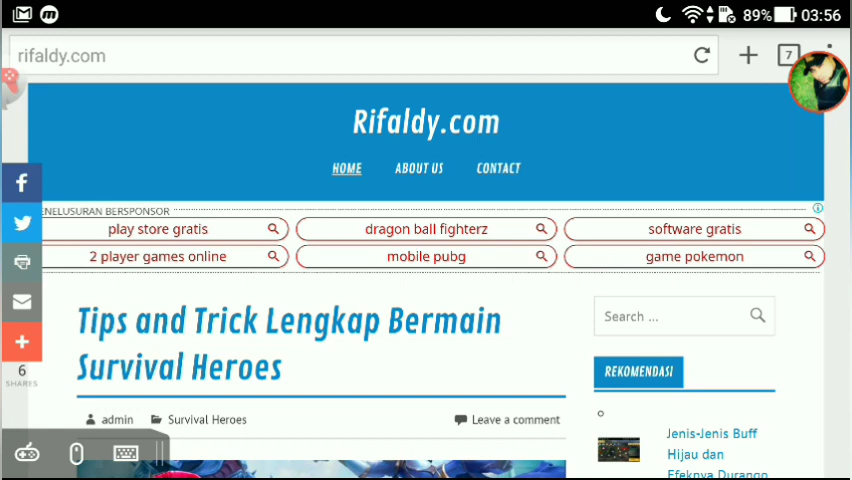 89% 03:56
rifaldy.com
7
Rifaldy.com
HOME ABOUT US CONTACT
ENELUSURAN BERSPONSOR
play store gratis dragon ball fighterz software gratis
2 player games online mobile pubg game pokemon
Tips and Trick Lengkap Bermain
Survival Heroes
Search ...
REKOMENDASI
6
SHARES
admin Survival Heroes Leave a comment
Jenis-Jenis Buff
Hijau dan
Efeknya Durango